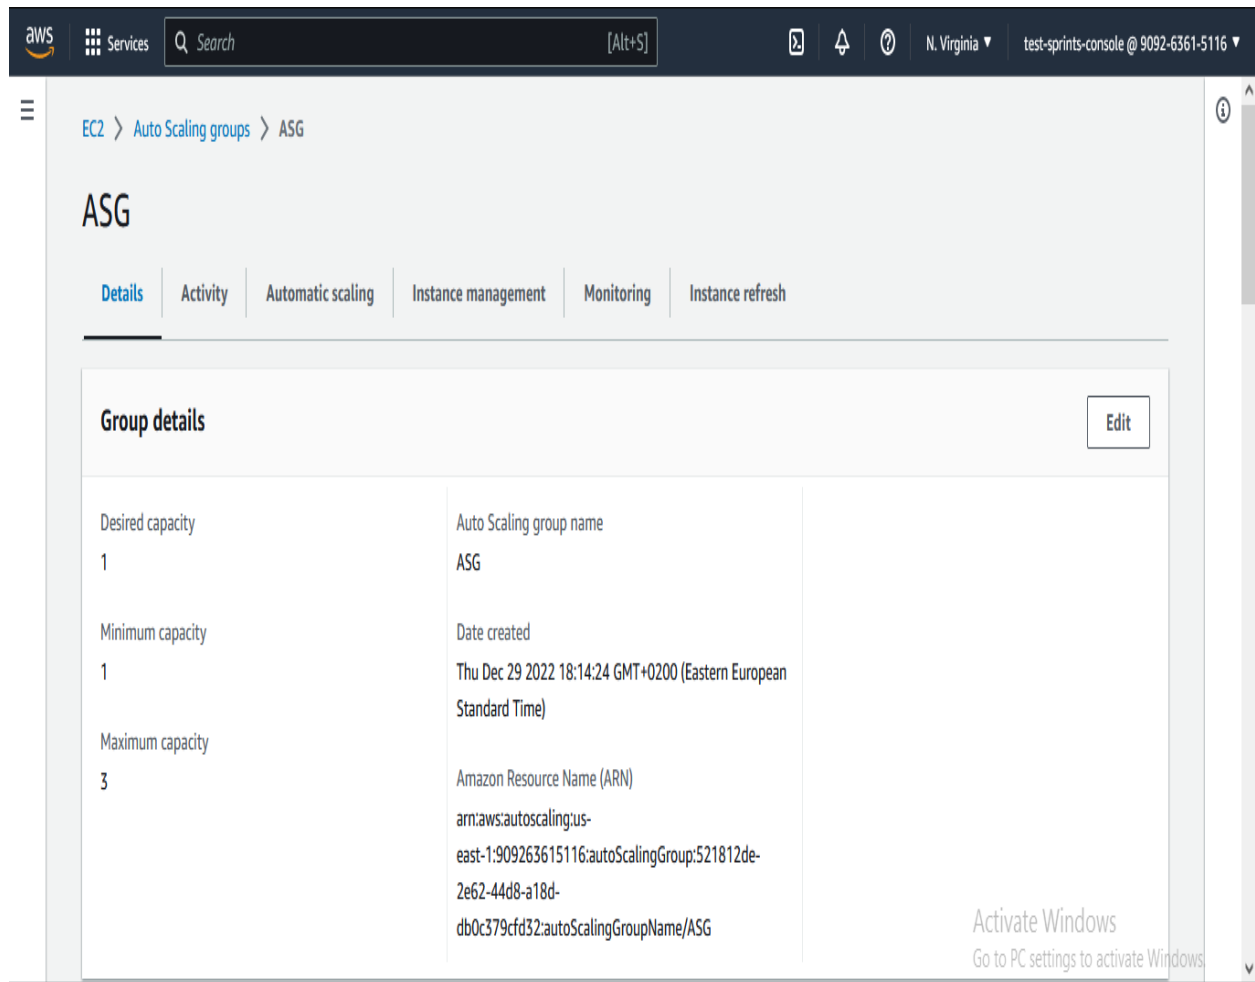 aws
Services
Search
[Alt+S]
N. Virginia
test-sprints-console @ 9092-6361-5116
EC2 > Auto Scaling groups > ASG
ASG
Details
Activity
Automatic scaling
Instance management
Monitoring
Instance refresh
Group details
Edit
Desired capacity
1
Minimum capacity
1
Maximum capacity
3
Auto Scaling group name
ASG
Date created
Thu Dec 29 2022 18:14:24 GMT+0200 (Eastern European
Standard Time)
Amazon Resource Name (ARN)
arn:aws:autoscaling:us-
east-1:909263615116:autoScalingGroup:521812de-
2e62-44d8-a18d-
db0c379cfd32:autoScalingGroupName/ASG
Activate Windows
Go to PC settings to activate Windows.